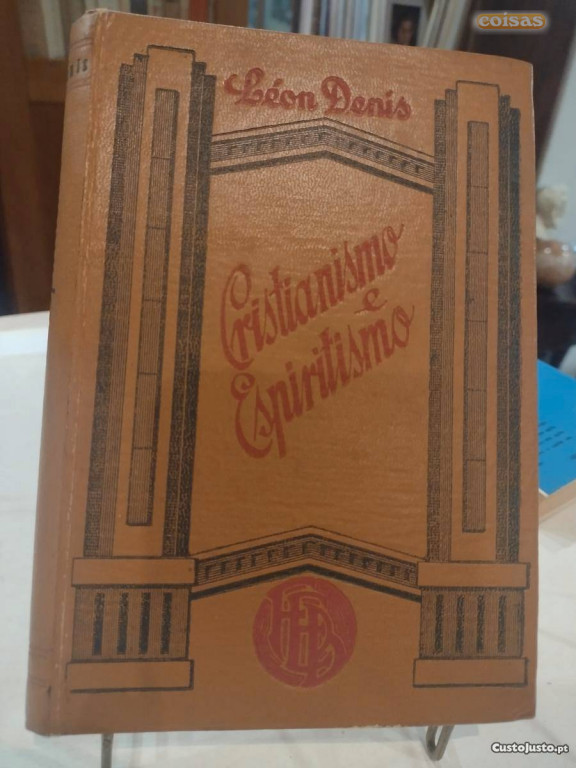 coisas
Léon Denis
Cristianismo
e
Espiritismo
CustoJusto.pt